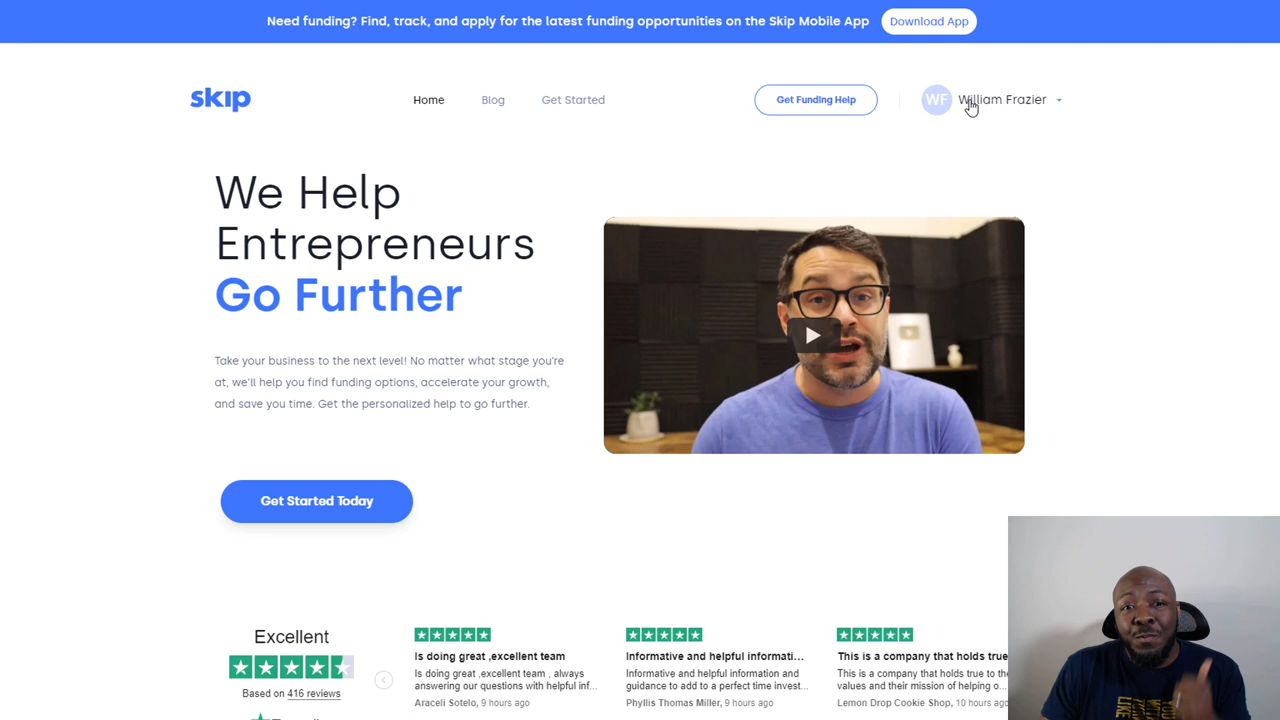 Need funding? Find, track, and apply for the latest funding opportunities on the Skip Mobile App
Download App
skip
Home
Blog
Get Started
Get Funding Help
WF
William Frazier
We Help
Entrepreneurs
Go Further
Take your business to the next level! No matter what stage you're
at, we'll help you find funding options, accelerate your growth,
and save you time. Get the personalized help to go further.
Get Started Today
Excellent
Based on 416 reviews
Is doing great ,excellent team
Is doing great ,excellent team , always
answering our questions with helpful inf...
Araceli Sotelo, 9 hours ago
Informative and helpful informati...
Informative and helpful information and
guidance to add to a perfect time invest...
Phyllis Thomas Miller, 9 hours ago
This is a company that holds true
This is a company that holds true to the
values and their mission of helping o...
Lemon Drop Cookie Shop, 10 hours ago
LIKE